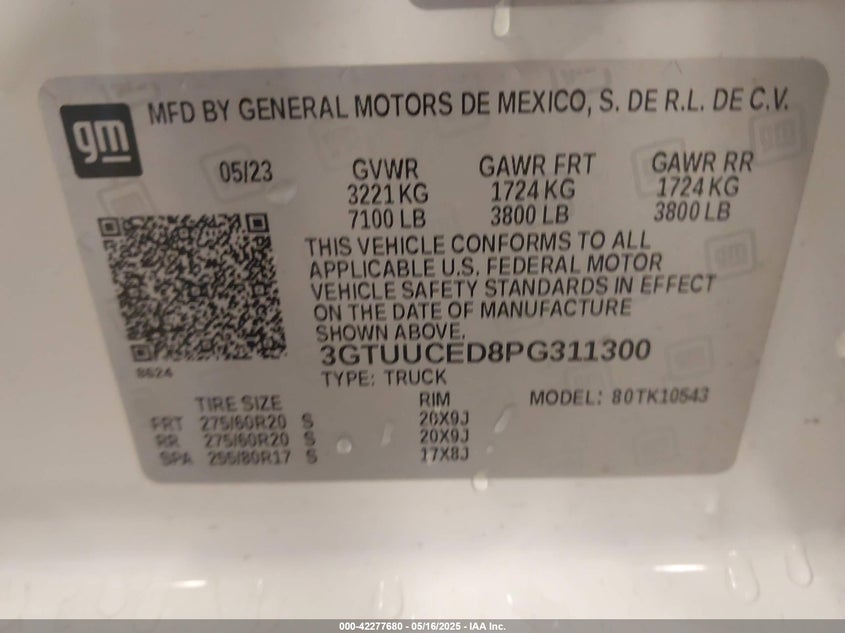 gm
MFD BY GENERAL MOTORS DE MEXICO, S. DE R.L. DE C.V.
05/23 GVWR GAWR FRT GAWR RR
3221 KG 1724 KG 1724 KG
7100 LB 3800 LB 3800 LB
THIS VEHICLE CONFORMS TO ALL
APPLICABLE U.S. FEDERAL MOTOR
VEHICLE SAFETY STANDARDS IN EFFECT
ON THE DATE OF MANUFACTURE
SHOWN ABOVE.
3GTUUCED8PG311300
8624
TYPE: TRUCK
TIRE SIZE RIM MODEL: 80TK10543
FRT 275/60R20 S 20X9J
RR 275/60R20 S 20X9J
SPA 255/80R17 S 17X8J
000-42277680 - 05/16/2025 - IAA Inc.